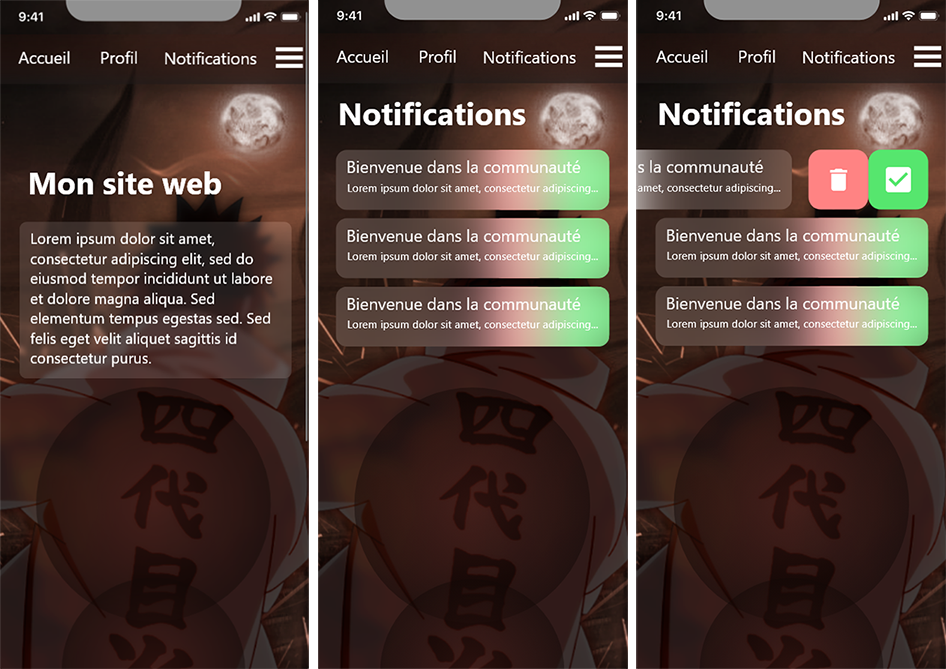 9:41
Accueil Profil Notifications
Mon site web
Lorem ipsum dolor sit amet,
consectetur adipiscing elit, sed do
eiusmod tempor incididunt ut labore
et dolore magna aliqua. Sed
elementum tempus egestas sed. Sed
felis eget velit aliquet sagittis id
consectetur purus.
四
代
目
9:41
Accueil Profil Notifications
Notifications
Bienvenue dans la communauté
Lorem ipsum dolor sit amet, consectetur adipiscing...
Bienvenue dans la communauté
Lorem ipsum dolor sit amet, consectetur adipiscing...
Bienvenue dans la communauté
Lorem ipsum dolor sit amet, consectetur adipiscing...
四
代
目
9:41
Accueil Profil Notifications
Notifications
s la communauté
amet, consectetur adipiscing...
Bienvenue dans la communauté
Lorem ipsum dolor sit amet, consectetur adipiscing...
Bienvenue dans la communauté
Lorem ipsum dolor sit amet, consectetur adipiscing...
四
代
目